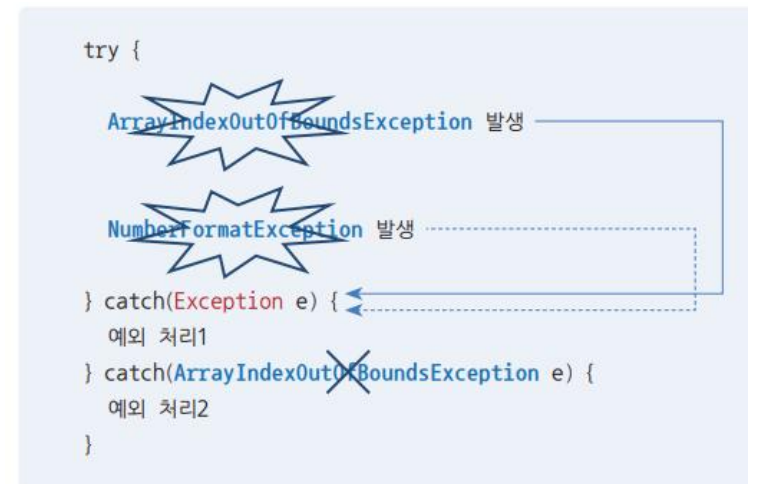 try {
ArrayIndexOutOfBoundsException 발생
NumberFormatException 발생
} catch(Exception e) {
예외 처리1
} catch(ArrayIndexOutOfBoundsException e) {
예외 처리2
}